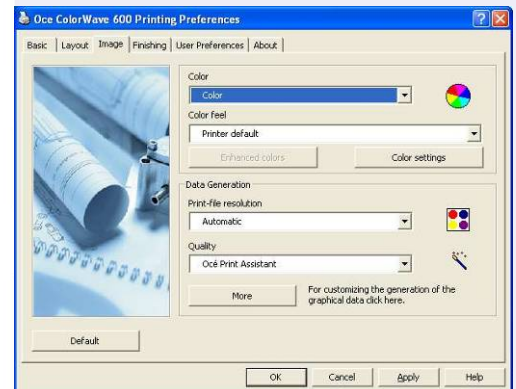 Oce ColorWave 600 Printing Preferences
Basic Layout Image Finishing User Preferences About
Color
Color
Color feel
Printer default
Enhanced colors Color settings
Data Generation
Print-file resolution
Automatic
Quality
Océ Print Assistant
More
For customizing the generation of the
graphical data click here.
Default
OK Cancel Apply Help